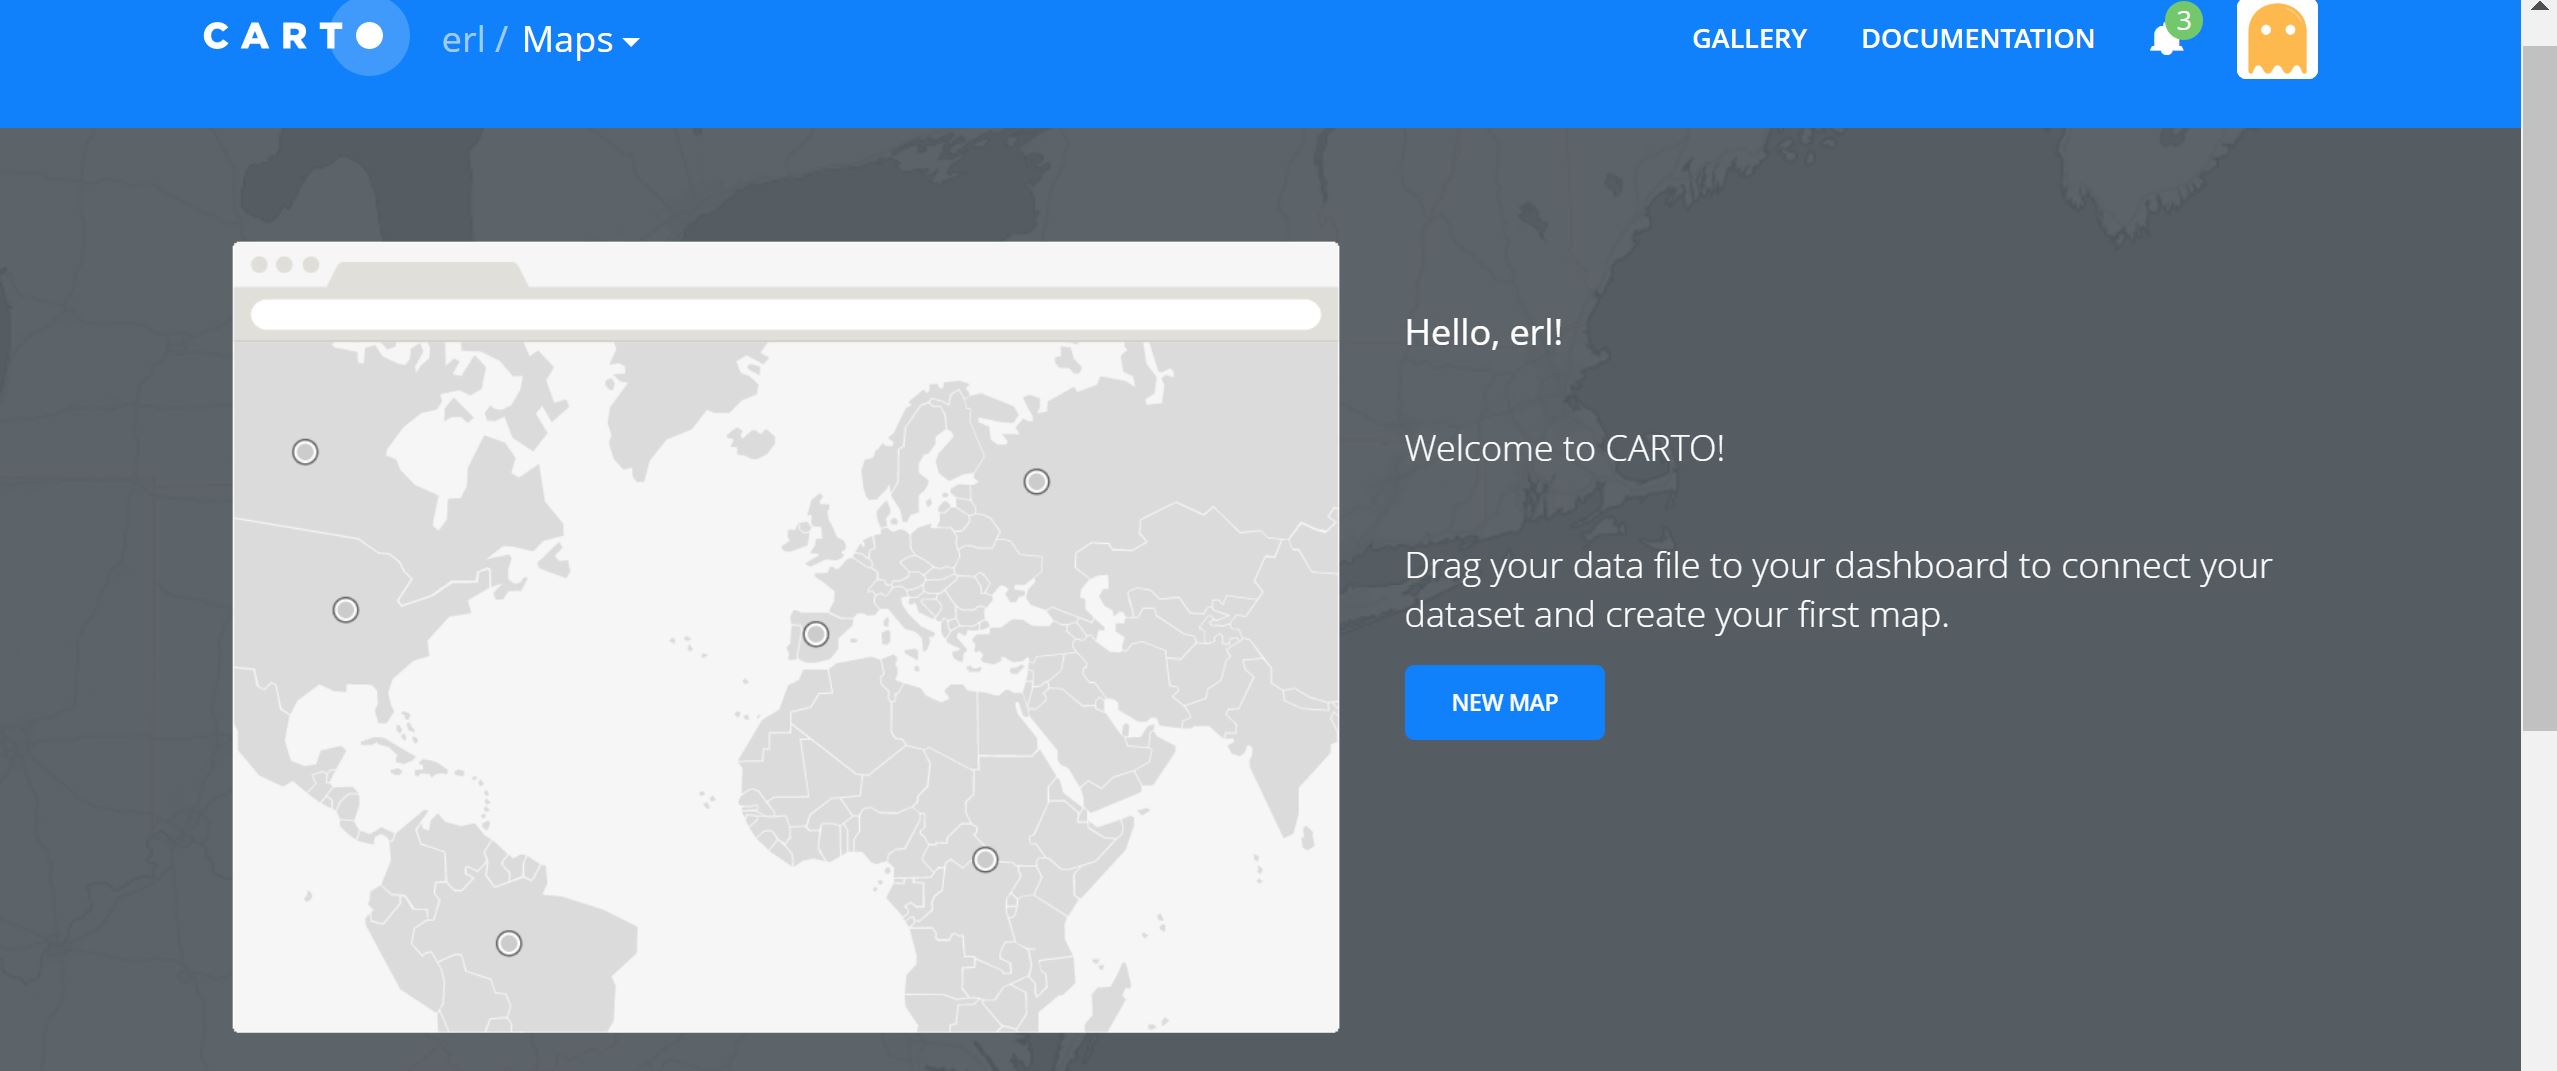 CARTO erl / Maps GALLERY DOCUMENTATION 3
Hello, erl!
Welcome to CARTO!
Drag your data file to your dashboard to connect your
dataset and create your first map.
NEW MAP